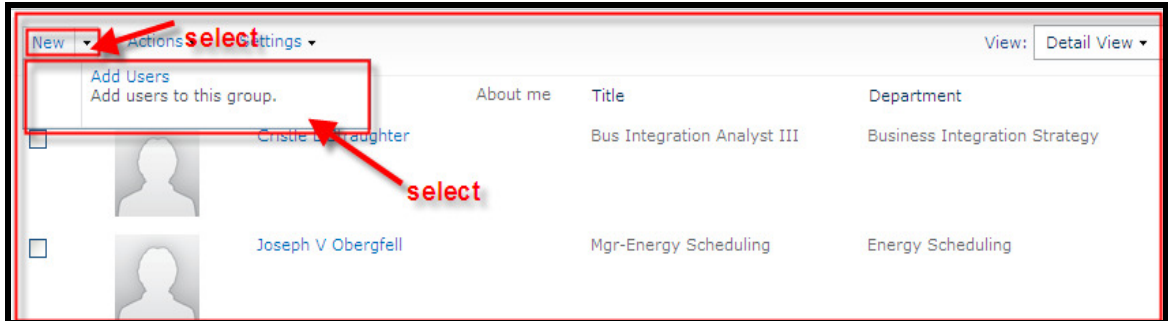 New Actions select Settings View: Detail View
Add Users
Add users to this group.
About me Title Department
Bus Integration Analyst III Business Integration Strategy
select
Joseph V Obergfell Mgr-Energy Scheduling Energy Scheduling